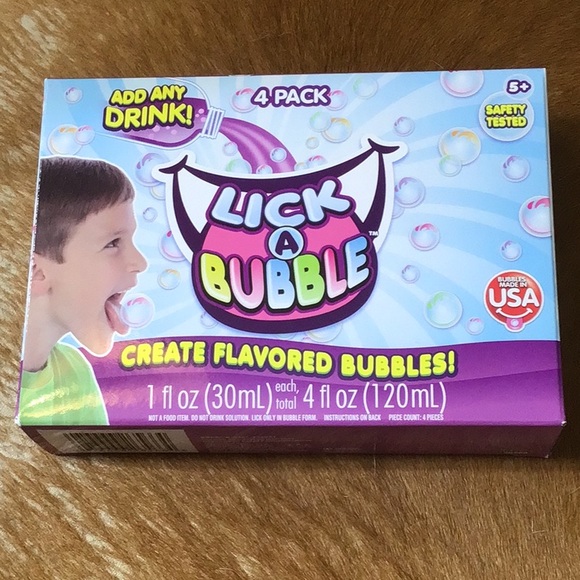 ADD ANY
DRINK!
4 PACK
5+
SAFETY
TESTED
LICK
A
BUBBLE™
BUBBLES
MADE IN
USA
CREATE FLAVORED BUBBLES!
1 fl oz (30mL) each, total 4 fl oz (120mL)
NOT A FOOD ITEM. DO NOT DRINK SOLUTION. LICK ONLY IN BUBBLE FORM. INSTRUCTIONS ON BACK PIECE COUNT: 4 PIECES